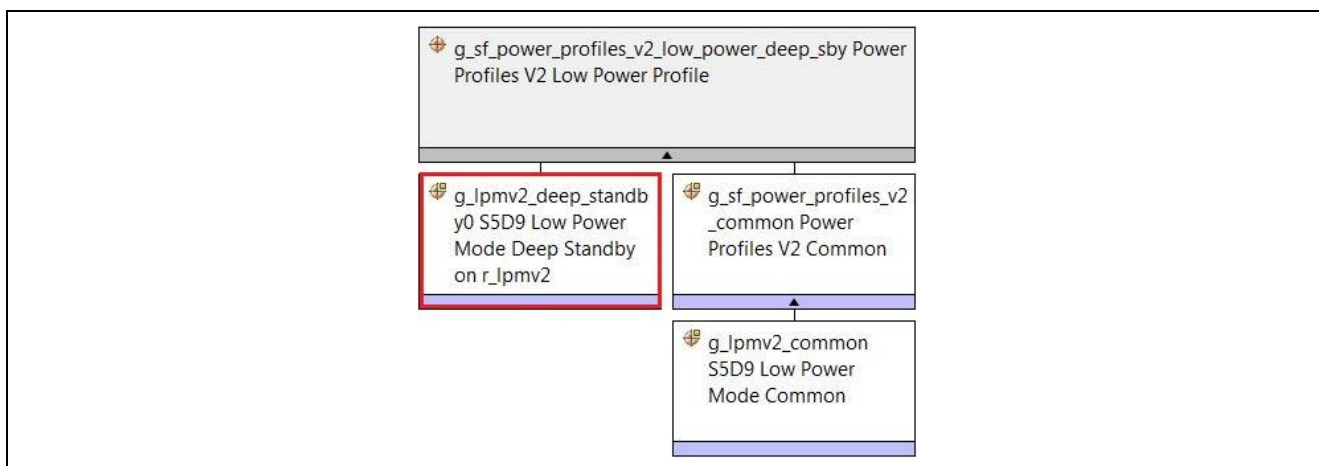 g_sf_power_profiles_v2_low_power_deep_sby Power
Profiles V2 Low Power Profile
g_lpmv2_deep_standb
y0 S5D9 Low Power
Mode Deep Standby
on r_lpmv2
g_sf_power_profiles_v2
_common Power
Profiles V2 Common
g_lpmv2_common
S5D9 Low Power
Mode Common